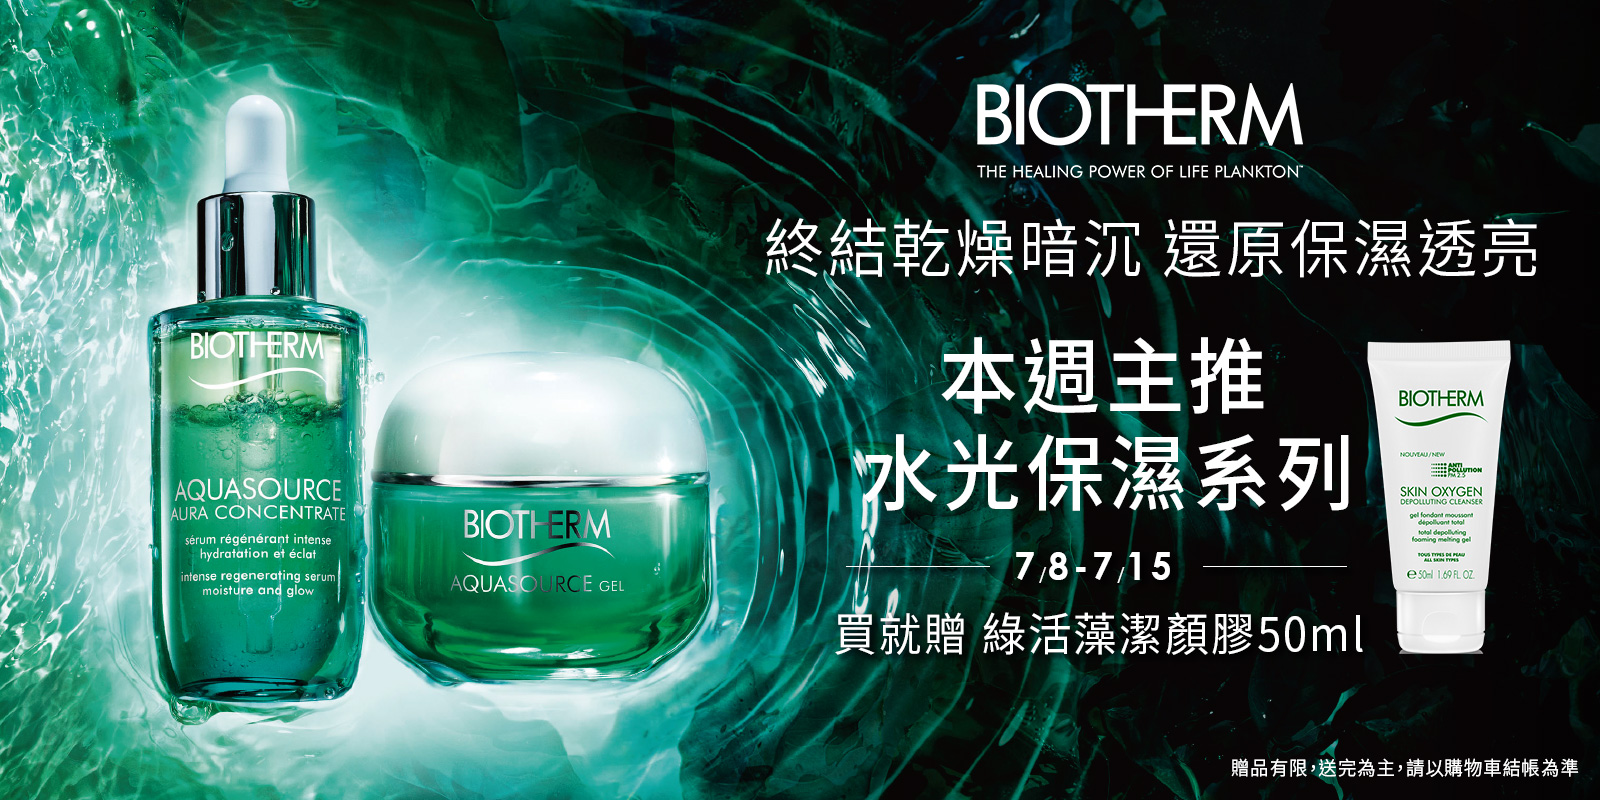 BIOTHERM
THE HEALING POWER OF LIFE PLANKTON™
終結乾燥暗沉 還原保濕透亮
本週主推
水光保濕系列
7/8-7/15
買就贈 綠活藻潔顏膠50ml
贈品有限，送完為主，請以購物車結帳為準
BIOTHERM
AQUASOURCE
AURA CONCENTRATE
sérum régénérant intense
hydratation et éclat
intense regenerating serum
moisture and glow
BIOTHERM
AQUASOURCE GEL
BIOTHERM
NOUVEAU/NEW
ANTI
POLLUTION
PM 2.5
SKIN OXYGEN
DEPOLLUTING CLEANSER
gel fondant moussant
dépolluant total
total depolluting
foaming melting gel
TOUS TYPES DE PEAU
ALL SKIN TYPES
e 50ml 1.69 FL. OZ.